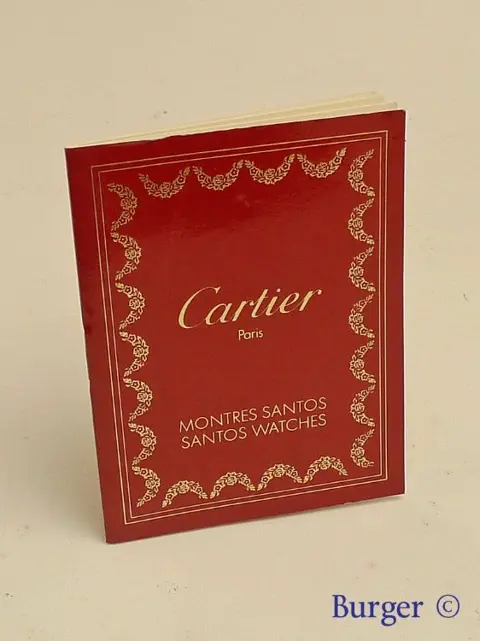 Cartier
Paris
MONTRES SANTOS
SANTOS WATCHES
Burger ©